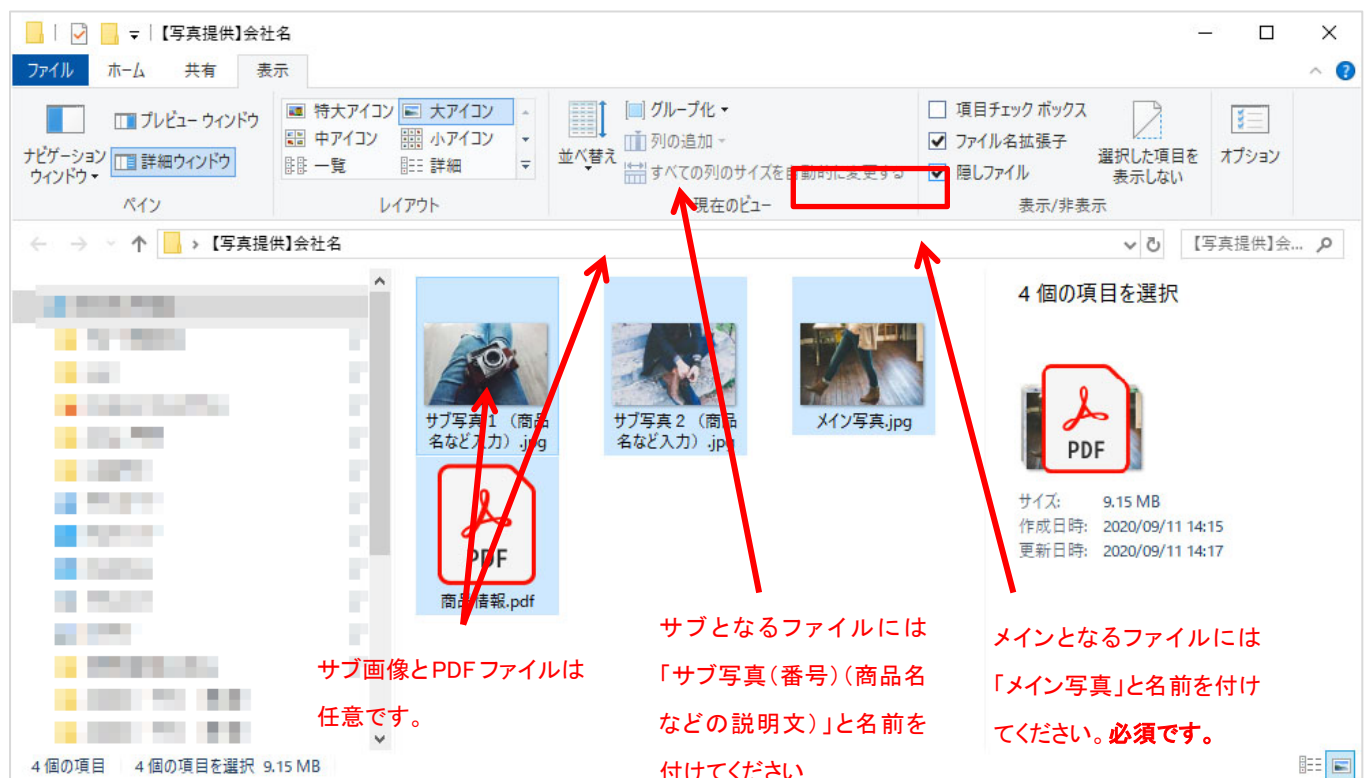 【写真提供】会社名
ファイル ホーム 共有 表示
ナビゲーション
ウィンドウ
プレビュー ウィンドウ
詳細ウィンドウ
ペイン
特大アイコン 大アイコン
中アイコン 小アイコン
一覧 詳細
レイアウト
並べ替え
グループ化
列の追加
すべての列のサイズを自動的に変更する
現在のビュー
項目チェック ボックス
ファイル名拡張子
隠しファイル
選択した項目を
表示しない
表示/非表示
オプション
【写真提供】会社名
【写真提供】会...
サブ写真1 (商品
名など入力) .jpg
サブ写真2 (商品
名など入力) .jpg
メイン写真.jpg
PDF
商品情報.pdf
4 個の項目を選択
PDF
サイズ: 9.15 MB
作成日時: 2020/09/11 14:15
更新日時: 2020/09/11 14:17
サブ画像とPDFファイルは
任意です。
サブとなるファイルには
「サブ写真(番号)(商品名
などの説明文)」と名前を
付けてください
メインとなるファイルには
「メイン写真」と名前を付け
てください。必須です。
4 個の項目 4 個の項目を選択 9.15 MB